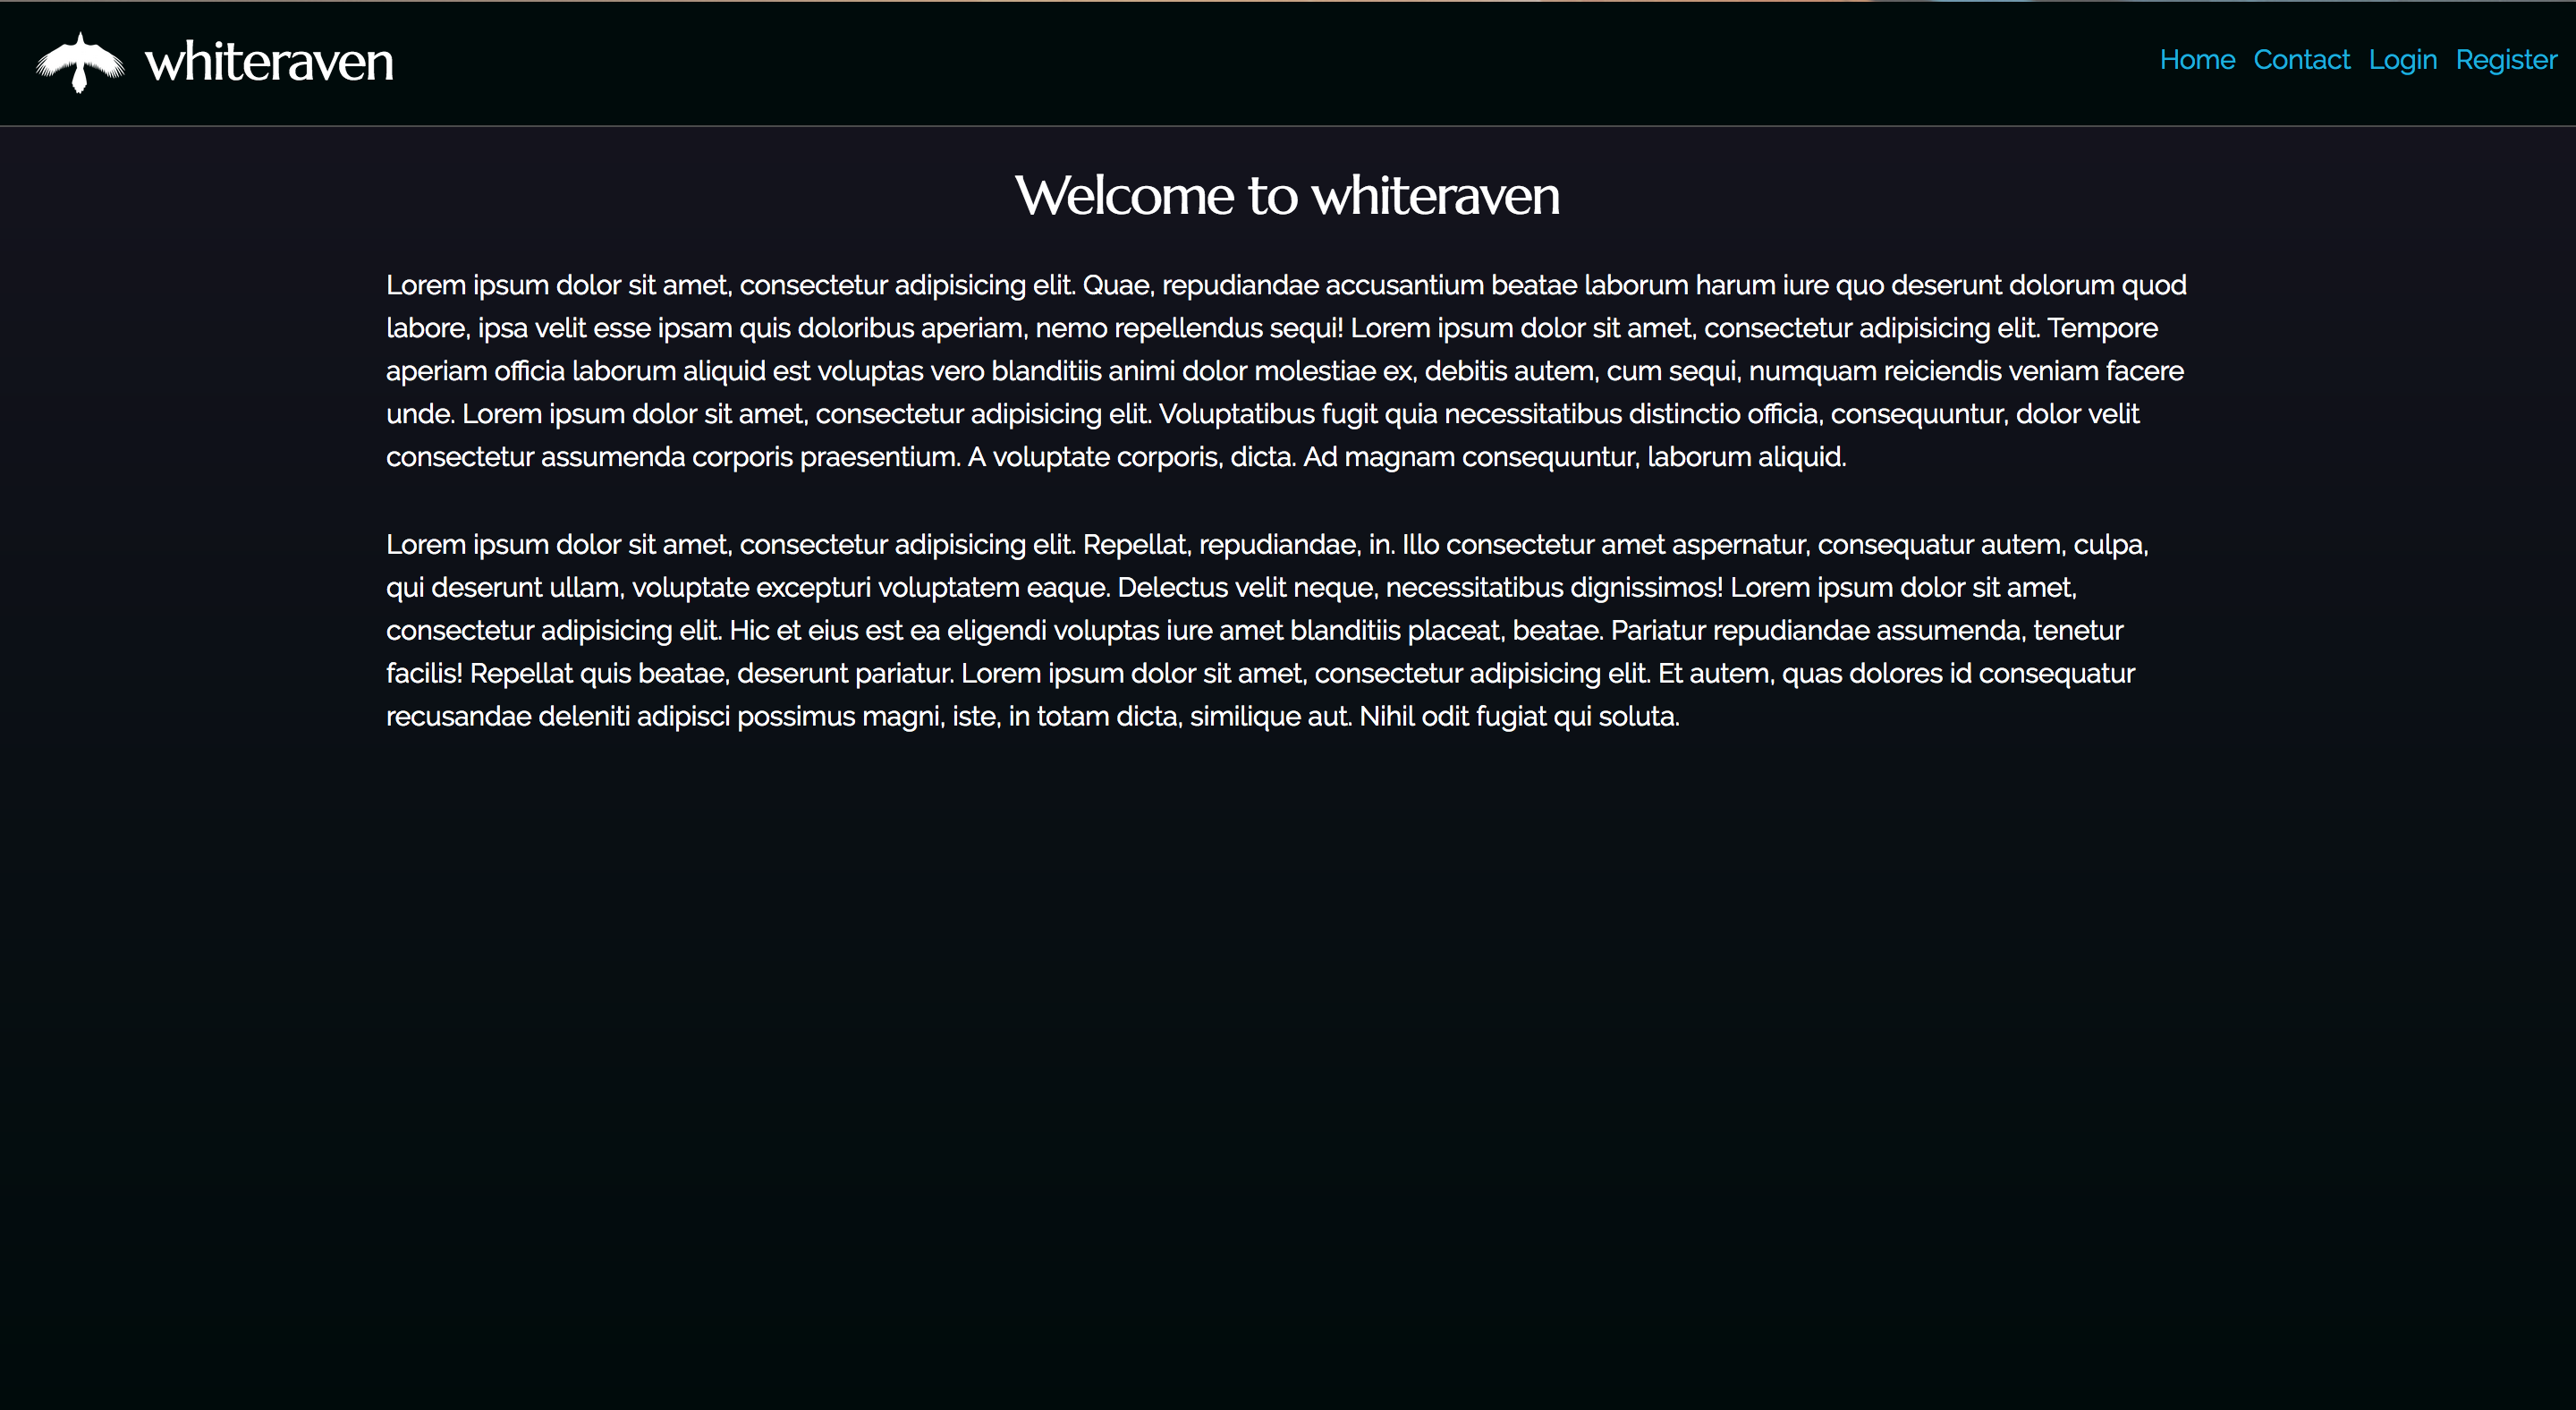 whiteraven
Home Contact Login Register
Welcome to whiteraven
Lorem ipsum dolor sit amet, consectetur adipisicing elit. Quae, repudiandae accusantium beatae laborum harum iure quo deserunt dolorum quod
labore, ipsa velit esse ipsam quis doloribus aperiam, nemo repellendus sequi! Lorem ipsum dolor sit amet, consectetur adipisicing elit. Tempore
aperiam officia laborum aliquid est voluptas vero blanditiis animi dolor molestiae ex, debitis autem, cum sequi, numquam reiciendis veniam facere
unde. Lorem ipsum dolor sit amet, consectetur adipisicing elit. Voluptatibus fugit quia necessitatibus distinctio officia, consequuntur, dolor velit
consectetur assumenda corporis praesentium. A voluptate corporis, dicta. Ad magnam consequuntur, laborum aliquid.
Lorem ipsum dolor sit amet, consectetur adipisicing elit. Repellat, repudiandae, in. Illo consectetur amet aspernatur, consequatur autem, culpa,
qui deserunt ullam, voluptate excepturi voluptatem eaque. Delectus velit neque, necessitatibus dignissimos! Lorem ipsum dolor sit amet,
consectetur adipisicing elit. Hic et eius est ea eligendi voluptas iure amet blanditiis placeat, beatae. Pariatur repudiandae assumenda, tenetur
facilis! Repellat quis beatae, deserunt pariatur. Lorem ipsum dolor sit amet, consectetur adipisicing elit. Et autem, quas dolores id consequatur
recusandae deleniti adipisci possimus magni, iste, in totam dicta, similique aut. Nihil odit fugiat qui soluta.